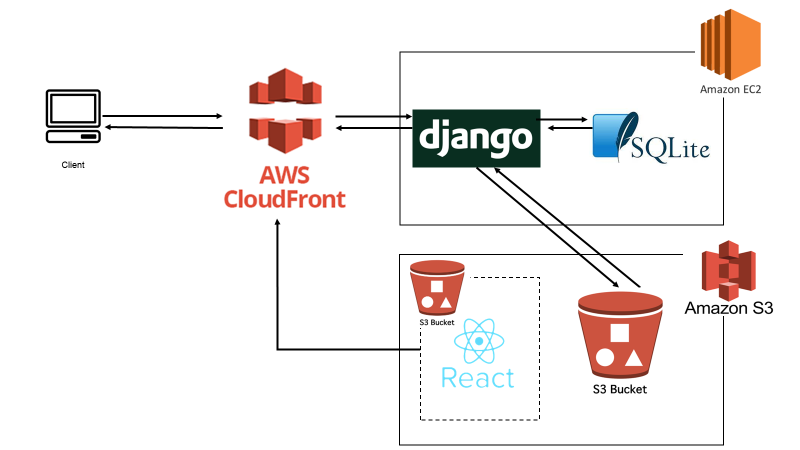 Amazon EC2
django
SQLite
Client
AWS
CloudFront
Amazon S3
S3 Bucket
React
S3 Bucket